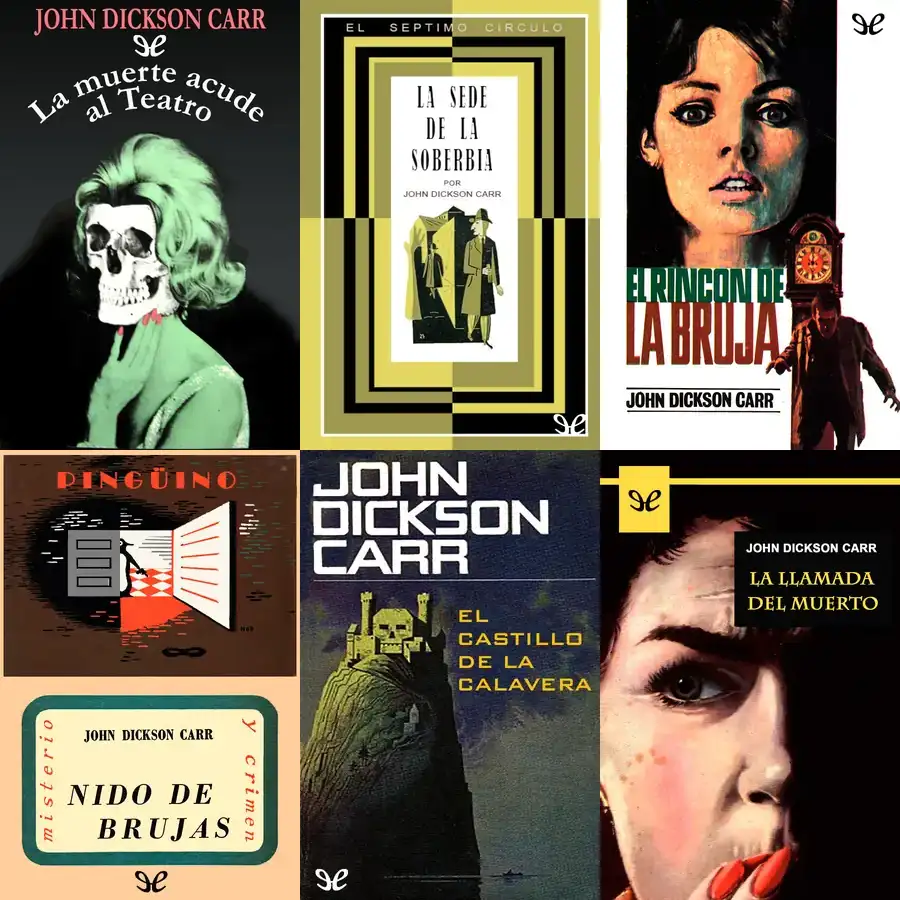 JOHN DICKSON CARR
La muerte acude
al Teatro
EL SEPTIMO CIRCULO
LA SEDE
DE LA
SOBERBIA
POR
JOHN DICKSON CARR
EL RINCON DE
LA BRUJA
JOHN DICKSON CARR
PINGÜINO
misterio
y crimen
JOHN DICKSON CARR
NIDO DE
BRUJAS
JOHN
DICKSON
CARR
EL
CASTILLO
DE LA
CALAVERA
JOHN DICKSON CARR
LA LLAMADA
DEL MUERTO